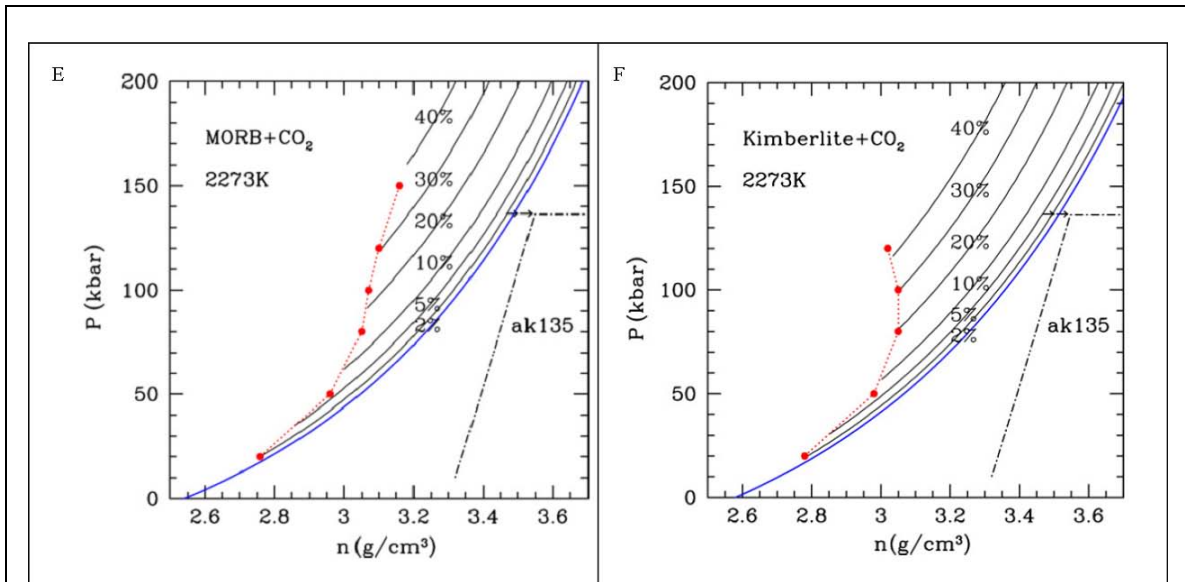 E
200
150
100
50
0
P (kbar)
MORB+CO₂
2273K
40%
30%
20%
10%
5%
2%
ak135
2.6 2.8 3 3.2 3.4 3.6
n (g/cm³)
F
200
150
100
50
0
P (kbar)
Kimberlite+CO₂
2273K
40%
30%
20%
10%
5%
2%
ak135
2.6 2.8 3 3.2 3.4 3.6
n(g/cm³)